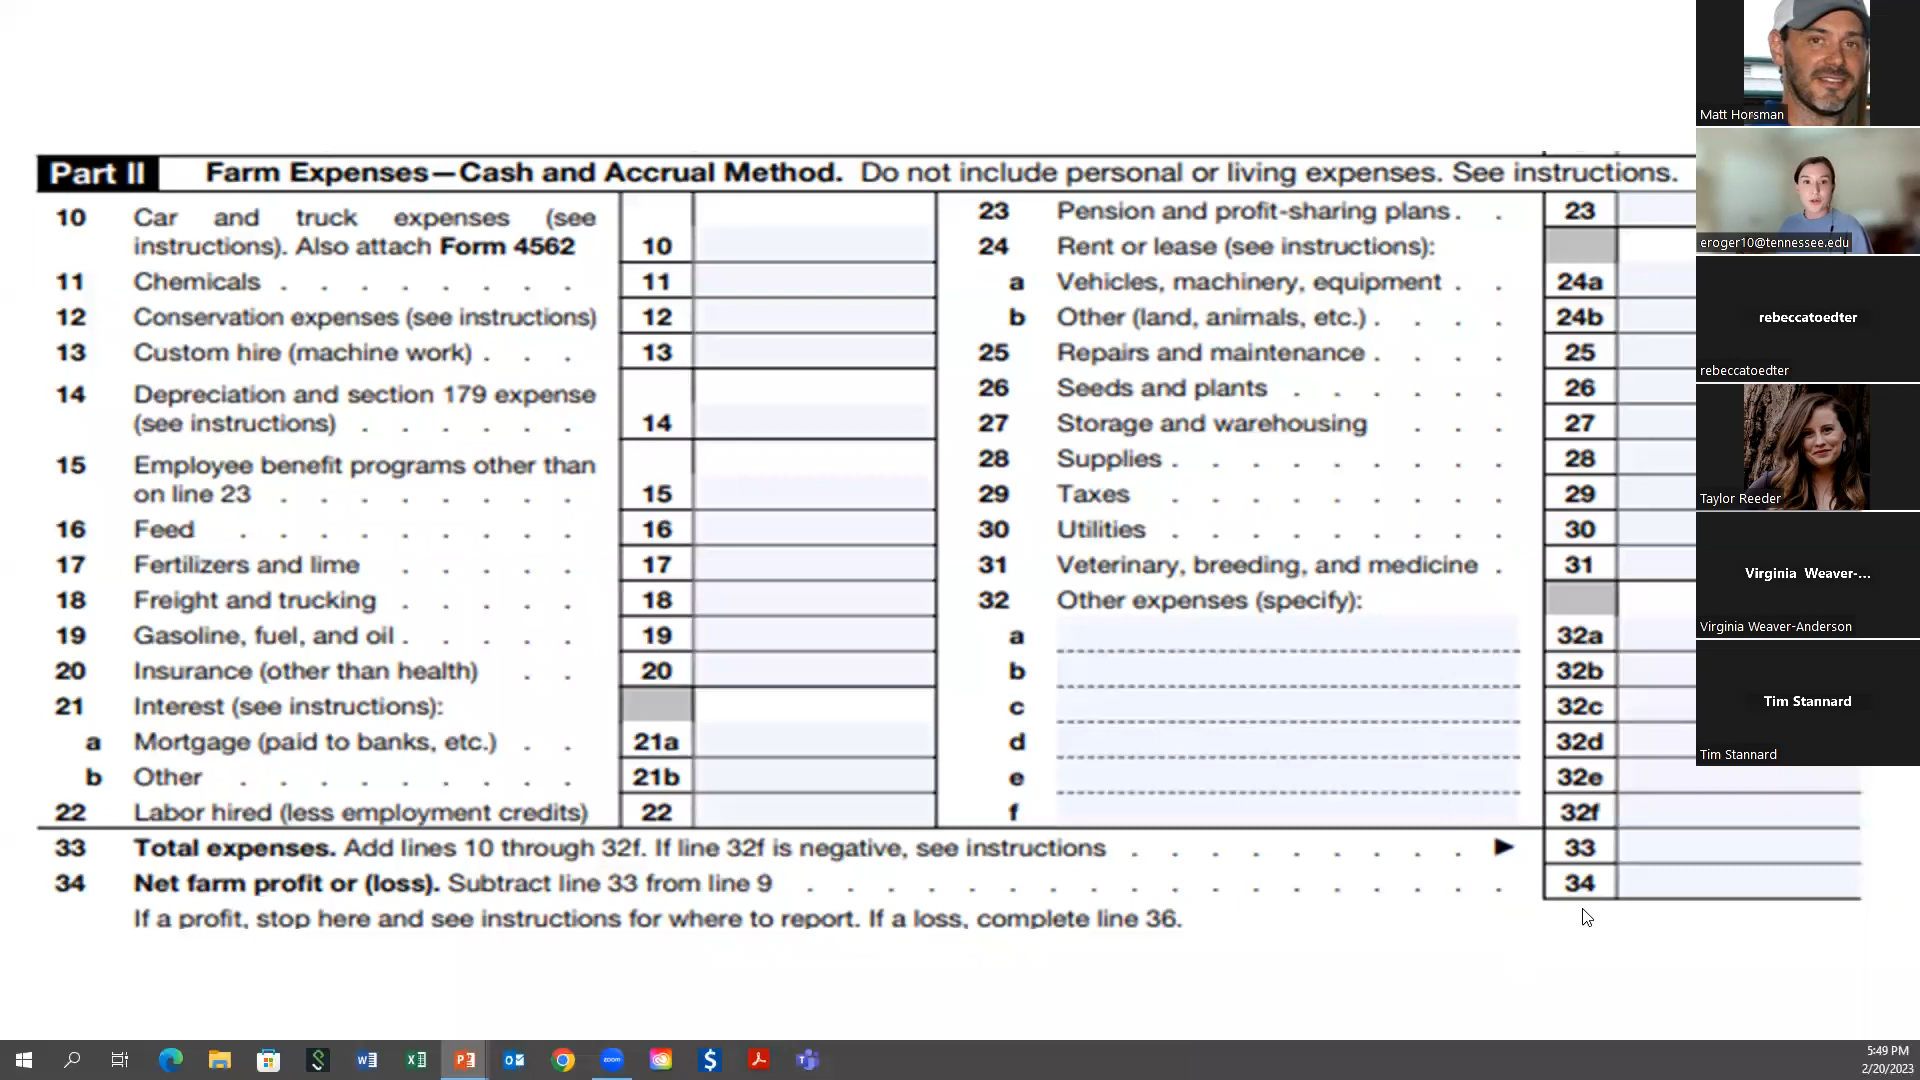 Part II Farm Expenses—Cash and Accrual Method. Do not include personal or living expenses. See instructions.
10 Car and truck expenses (see
instructions). Also attach Form 4562 10
11 Chemicals . . . . . . . . 11
12 Conservation expenses (see instructions) 12
13 Custom hire (machine work) . . . 13
14 Depreciation and section 179 expense
(see instructions) . . . . . . 14
15 Employee benefit programs other than
on line 23 . . . . . . . . 15
16 Feed . . . . . . . . . 16
17 Fertilizers and lime . . . . . 17
18 Freight and trucking . . . . . 18
19 Gasoline, fuel, and oil . . . . . 19
20 Insurance (other than health) . . 20
21 Interest (see instructions):
a Mortgage (paid to banks, etc.) . . 21a
b Other . . . . . . . . . 21b
22 Labor hired (less employment credits) 22
23 Pension and profit-sharing plans . . 23
24 Rent or lease (see instructions):
a Vehicles, machinery, equipment . . 24a
b Other (land, animals, etc.) . . . . 24b
25 Repairs and maintenance . . . . 25
26 Seeds and plants . . . . . . 26
27 Storage and warehousing . . . 27
28 Supplies . . . . . . . . . 28
29 Taxes . . . . . . . . . 29
30 Utilities . . . . . . . . . 30
31 Veterinary, breeding, and medicine . 31
32 Other expenses (specify):
a 32a
b 32b
c 32c
d 32d
e 32e
f 32f
33 Total expenses. Add lines 10 through 32f. If line 32f is negative, see instructions . . . . . . . . . ▶ 33
34 Net farm profit or (loss). Subtract line 33 from line 9 . . . . . . . . . . . . . . . . . . 34
If a profit, stop here and see instructions for where to report. If a loss, complete line 36.
Matt Horsman
eroger10@tennessee.edu
rebeccatoedter
rebeccatoedter
Taylor Reeder
Virginia Weaver-...
Virginia Weaver-Anderson
Tim Stannard
Tim Stannard
zoom
5:49 PM
2/20/2023